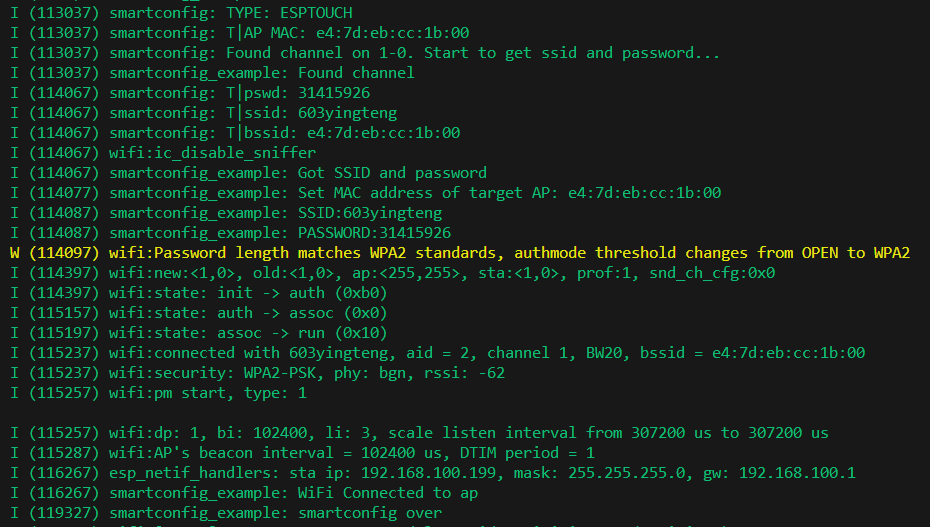 I (113037) smartconfig: TYPE: ESPTOUCH
I (113037) smartconfig: T|AP MAC: e4:7d:eb:cc:1b:00
I (113037) smartconfig: Found channel on 1-0. Start to get ssid and password...
I (113037) smartconfig_example: Found channel
I (114067) smartconfig: T|pswd: 31415926
I (114067) smartconfig: T|ssid: 603yingteng
I (114067) smartconfig: T|bssid: e4:7d:eb:cc:1b:00
I (114067) wifi:ic_disable_sniffer
I (114067) smartconfig_example: Got SSID and password
I (114077) smartconfig_example: Set MAC address of target AP: e4:7d:eb:cc:1b:00
I (114087) smartconfig_example: SSID:603yingteng
I (114087) smartconfig_example: PASSWORD:31415926
W (114097) wifi:Password length matches WPA2 standards, authmode threshold changes from OPEN to WPA2
I (114397) wifi:new:<1,0>, old:<1,0>, ap:<255,255>, sta:<1,0>, prof:1, snd_ch_cfg:0x0
I (114397) wifi:state: init -> auth (0xb0)
I (115157) wifi:state: auth -> assoc (0x0)
I (115197) wifi:state: assoc -> run (0x10)
I (115237) wifi:connected with 603yingteng, aid = 2, channel 1, BW20, bssid = e4:7d:eb:cc:1b:00
I (115237) wifi:security: WPA2-PSK, phy: bgn, rssi: -62
I (115257) wifi:pm start, type: 1
I (115257) wifi:dp: 1, bi: 102400, li: 3, scale listen interval from 307200 us to 307200 us
I (115287) wifi:AP's beacon interval = 102400 us, DTIM period = 1
I (116267) esp_netif_handlers: sta ip: 192.168.100.199, mask: 255.255.255.0, gw: 192.168.100.1
I (116267) smartconfig_example: WiFi Connected to ap
I (119327) smartconfig_example: smartconfig over